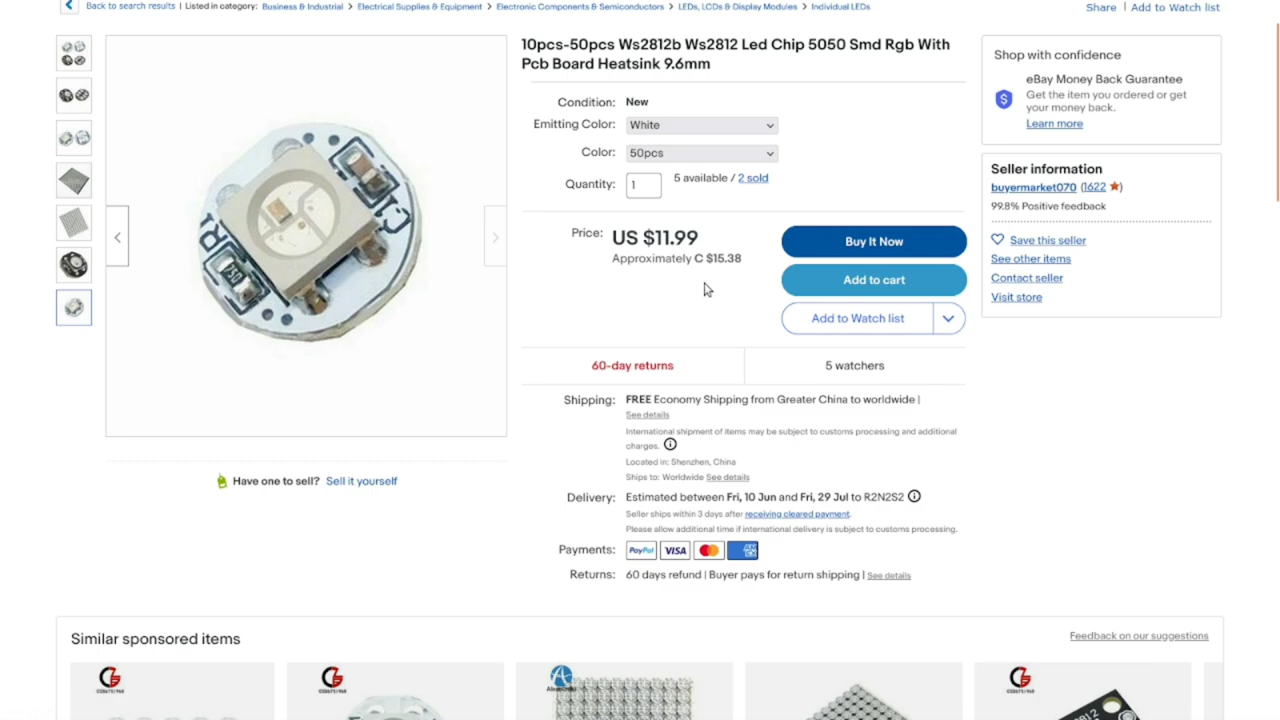 Back to search results | Listed in category: Business & Industrial > Electrical Supplies & Equipment > Electronic Components & Semiconductors > LEDs, LCDs & Display Modules > Individual LEDs
Share | Add to Watch list
10pcs-50pcs Ws2812b Ws2812 Led Chip 5050 Smd Rgb With
Pcb Board Heatsink 9.6mm
Condition: New
Emitting Color: White
Color: 50pcs
Quantity: 1 5 available / 2 sold
Price: US $11.99
Approximately C $15.38
Buy It Now
Add to cart
Add to Watch list
60-day returns
5 watchers
Shipping: FREE Economy Shipping from Greater China to worldwide |
See details
International shipment of items may be subject to customs processing and additional
charges.
Located in: Shenzhen, China
Ships to: Worldwide See details
Delivery: Estimated between Fri, 10 Jun and Fri, 29 Jul to R2N2S2
Seller ships within 3 days after receiving cleared payment.
Please allow additional time if international delivery is subject to customs processing.
Payments: PayPal VISA
Returns: 60 days refund | Buyer pays for return shipping | See details
Shop with confidence
eBay Money Back Guarantee
Get the item you ordered or get
your money back.
Learn more
Seller information
buyermarket070 (1622)
99.8% Positive feedback
Save this seller
See other items
Contact seller
Visit store
R1
C1
Have one to sell? Sell it yourself
Similar sponsored items
Feedback on our suggestions